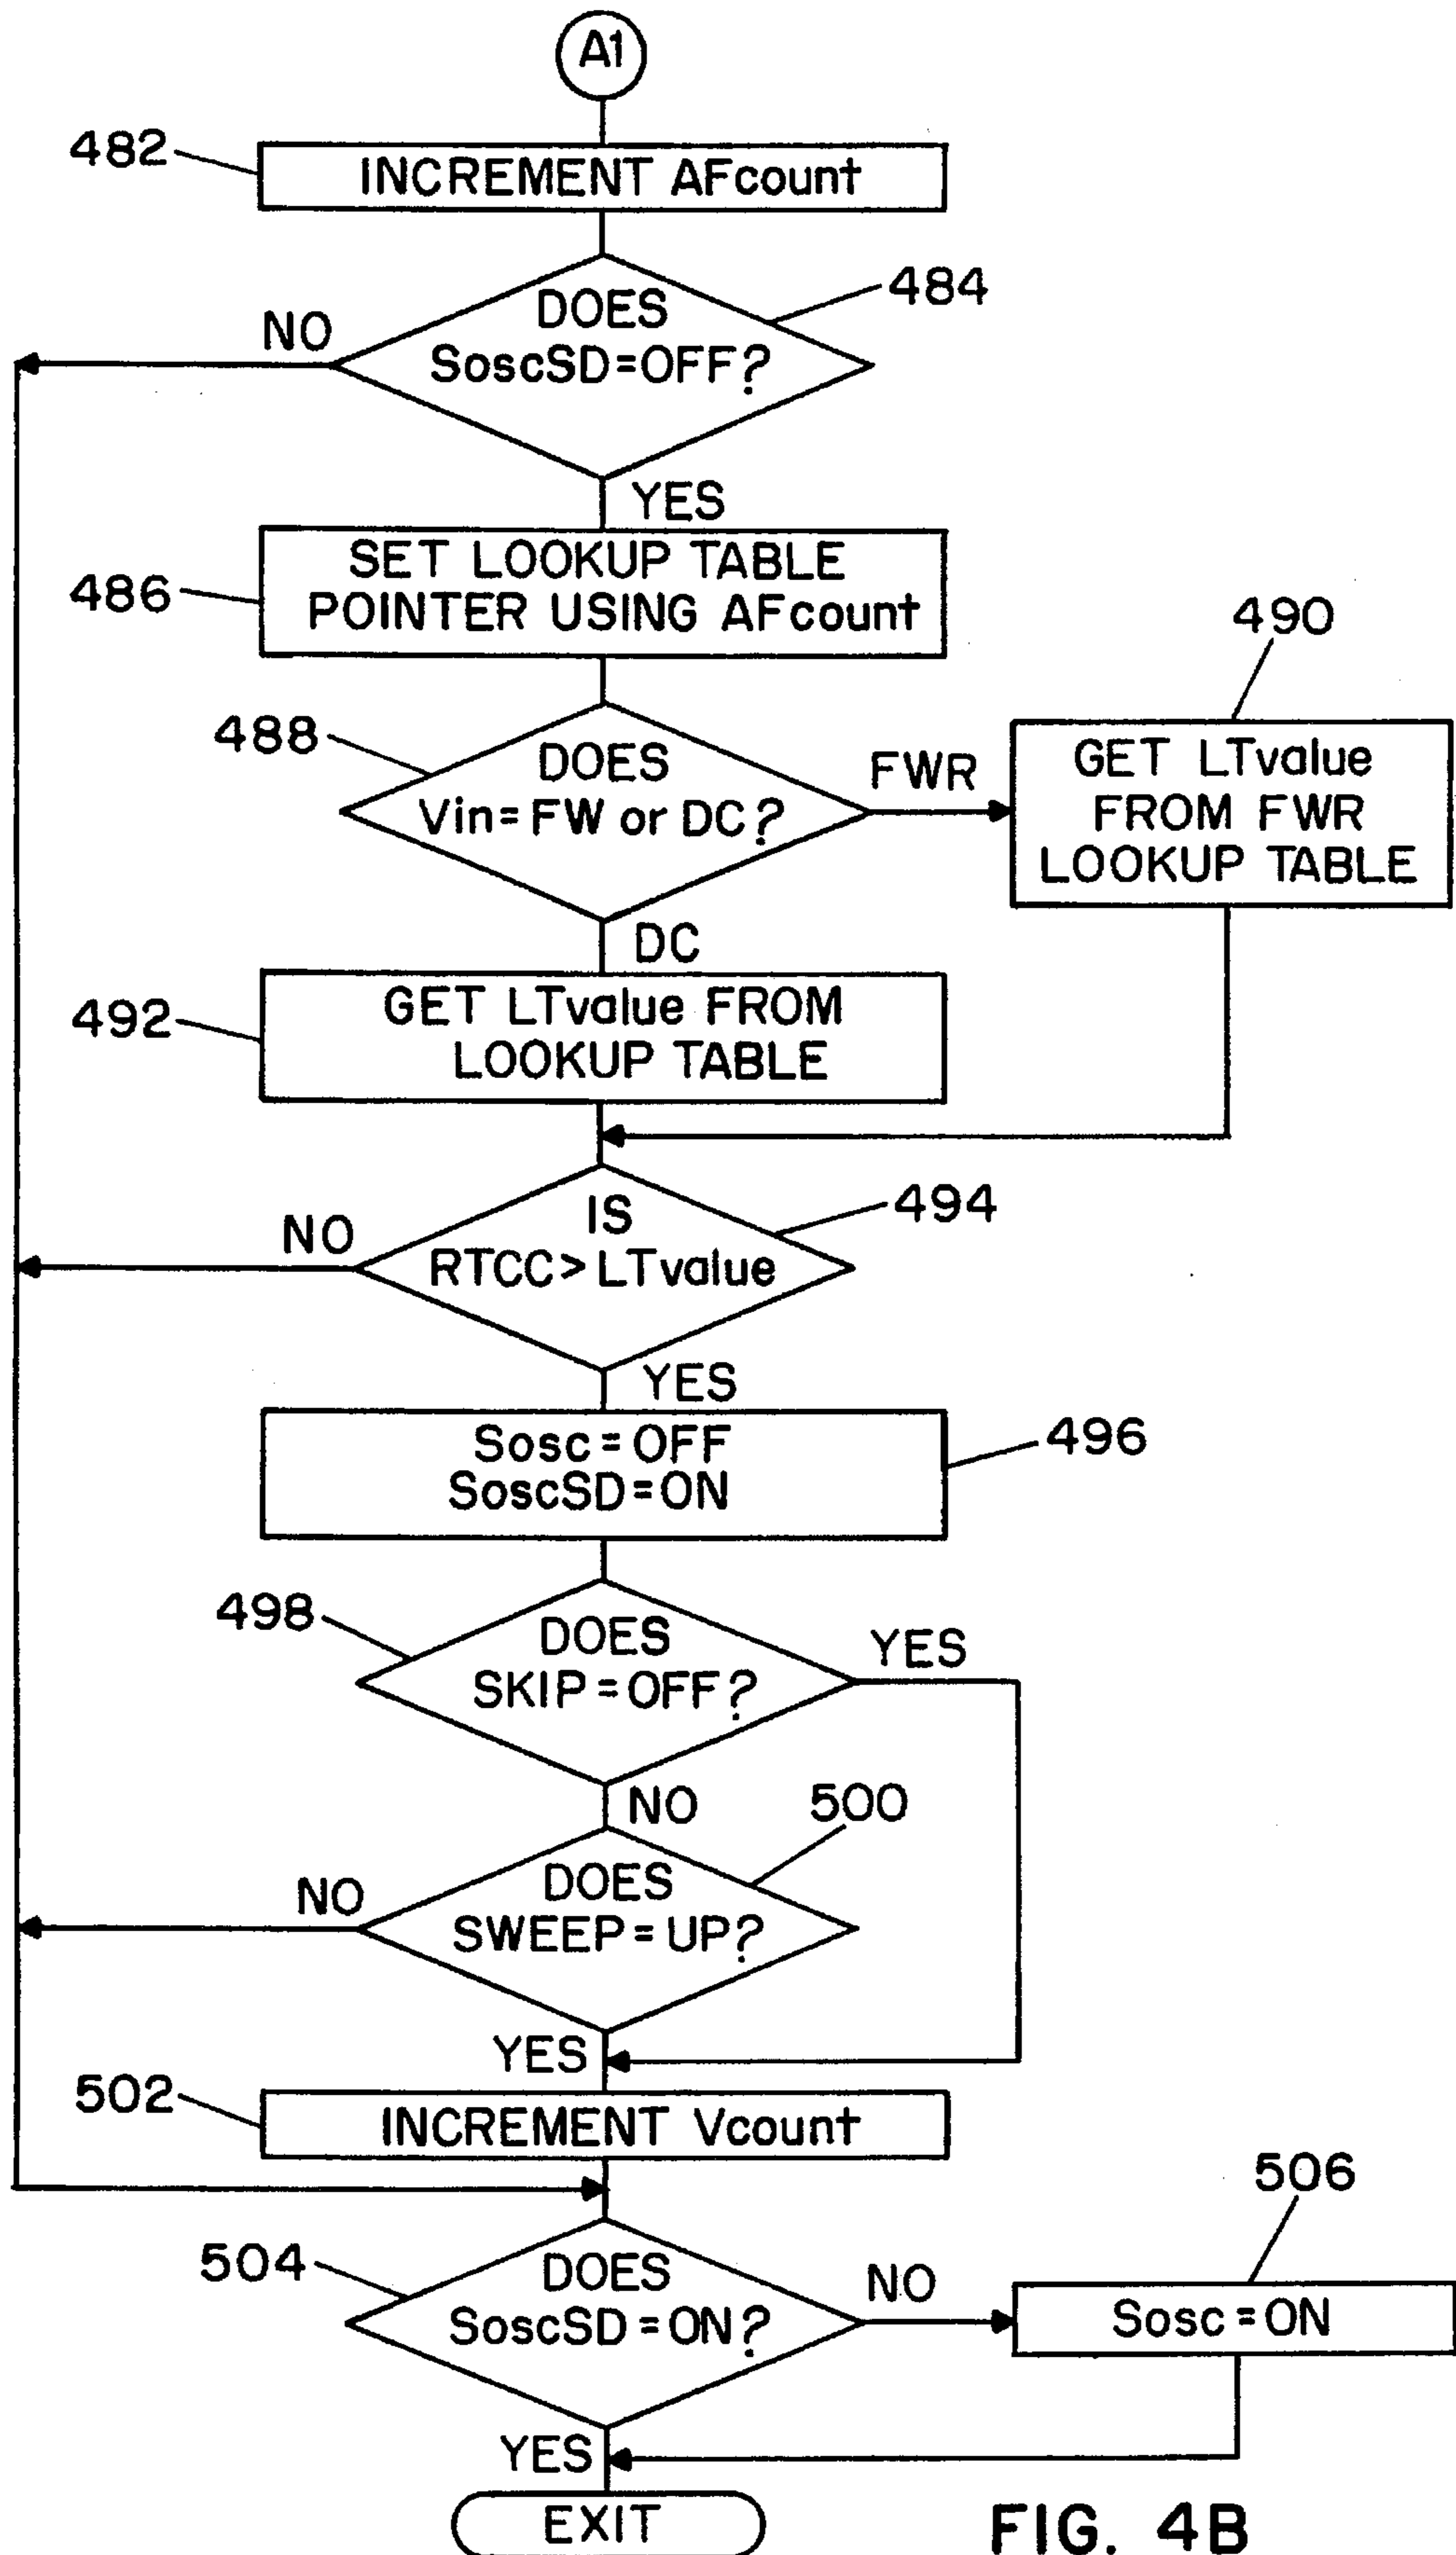 A1
482
INCREMENT AFcount
484
DOES
SoscSD=OFF?
NO
YES
486
SET LOOKUP TABLE
POINTER USING AFcount
490
488
DOES
Vin=FW or DC?
FWR
GET LTvalue
FROM FWR
LOOKUP TABLE
DC
492
GET LTvalue FROM
LOOKUP TABLE
494
IS
RTCC>LTvalue
NO
YES
496
Sosc=OFF
SoscSD=ON
498
DOES
SKIP=OFF?
YES
NO
500
DOES
SWEEP=UP?
NO
YES
502
INCREMENT Vcount
506
504
DOES
SoscSD=ON?
NO
Sosc=ON
YES
EXIT
FIG. 4B